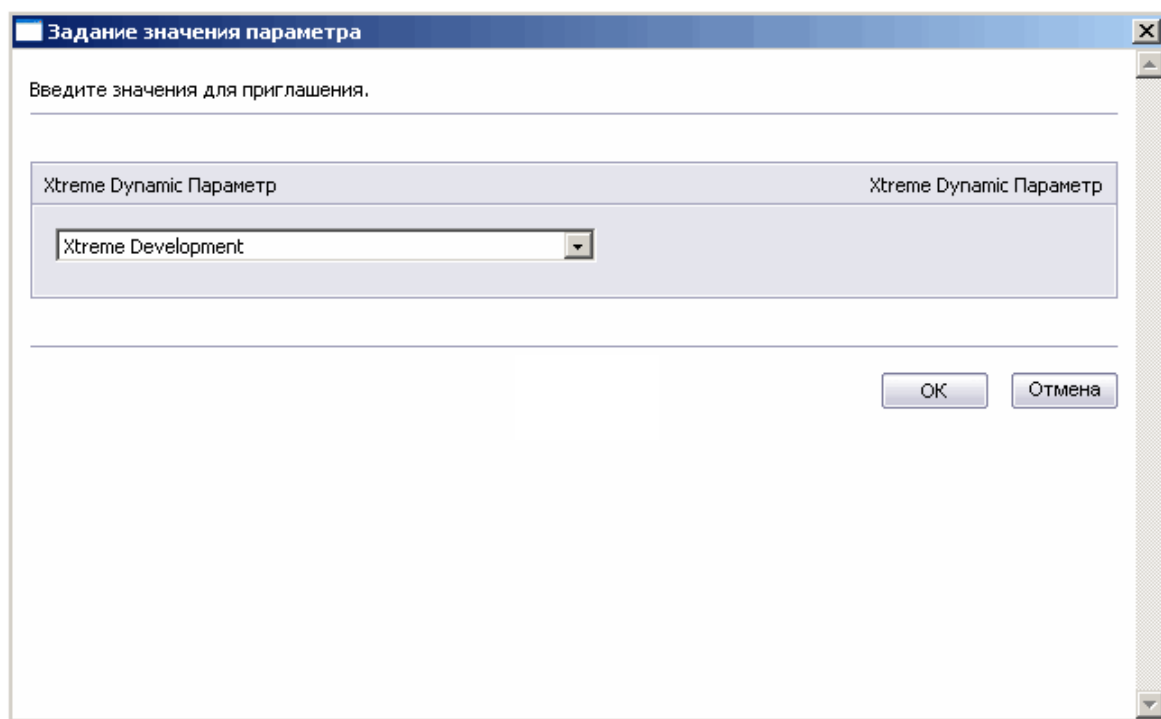 Задание значения параметра
Введите значения для приглашения.
Xtreme Dynamic Параметр Xtreme Dynamic Параметр
Xtreme Development
OK Отмена